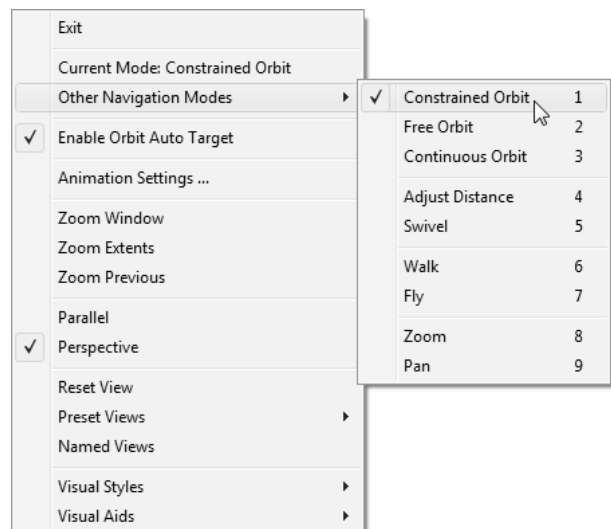 Exit
Current Mode: Constrained Orbit
Other Navigation Modes
Enable Orbit Auto Target
Animation Settings ...
Zoom Window
Zoom Extents
Zoom Previous
Parallel
Perspective
Reset View
Preset Views
Named Views
Visual Styles
Visual Aids
Constrained Orbit 1
Free Orbit 2
Continuous Orbit 3
Adjust Distance 4
Swivel 5
Walk 6
Fly 7
Zoom 8
Pan 9